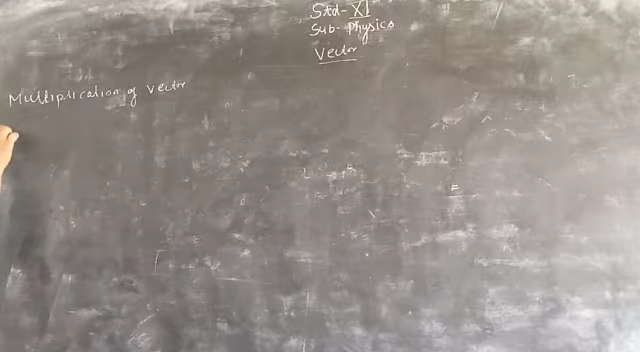 Std- XI
Sub- physics
Vector
Multiplication of Vector